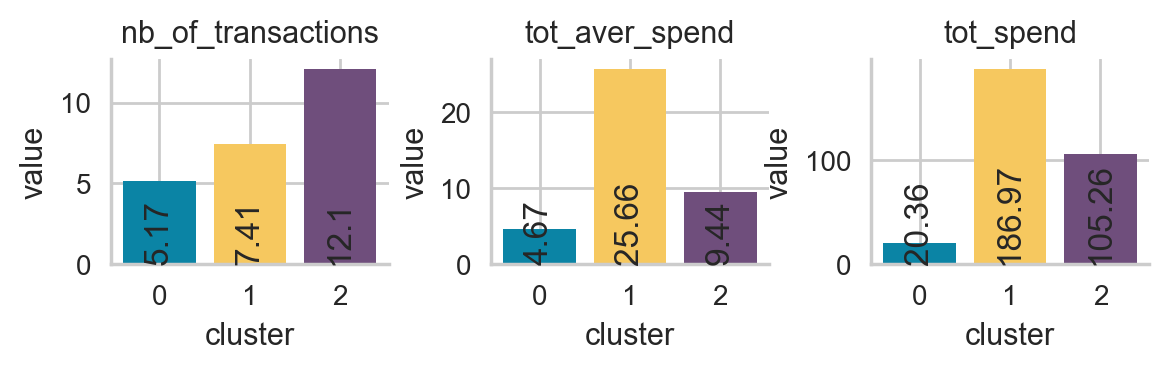 nb_of_transactions
value
10
5
0
5.17
7.41
12.1
0 1 2
cluster
tot_aver_spend
value
20
10
0
4.67
25.66
9.44
0 1 2
cluster
tot_spend
value
100
0
20.36
186.97
105.26
0 1 2
cluster